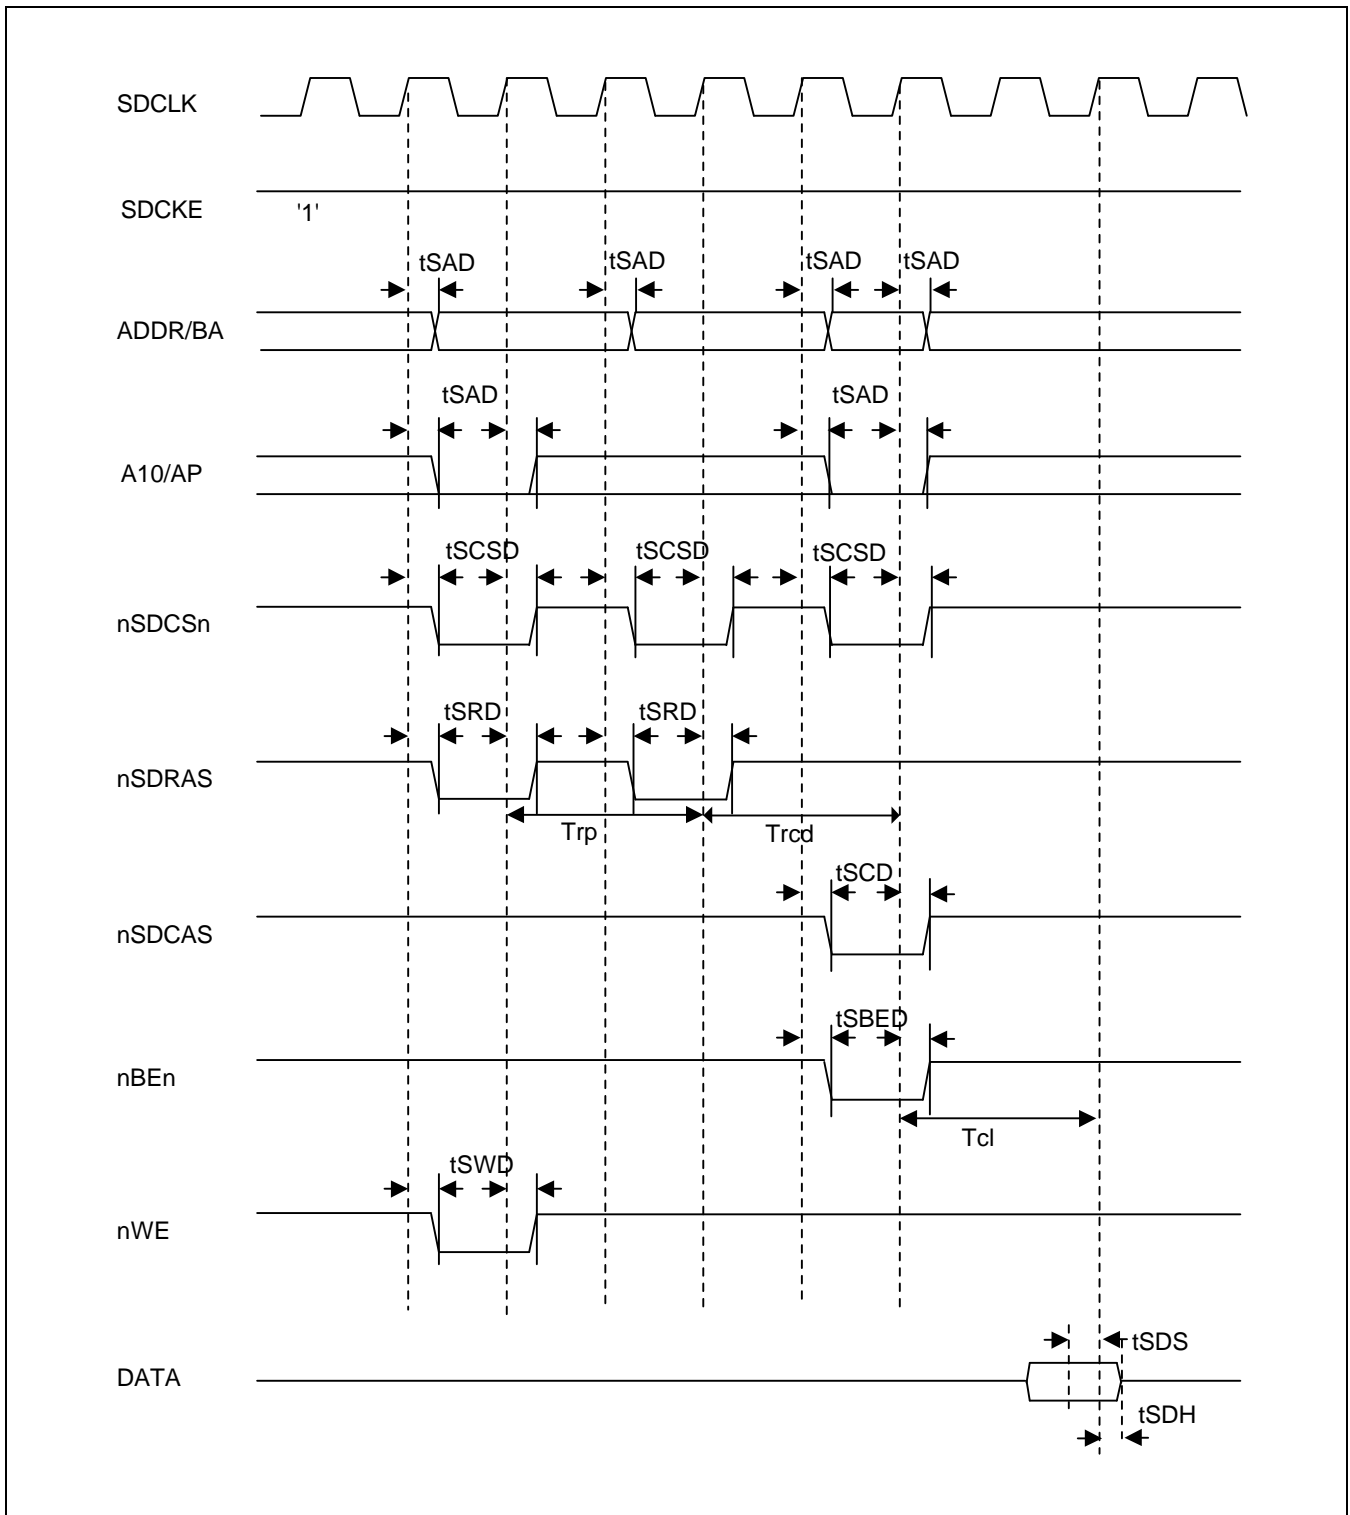 SDCLK
SDCKE '1'
tSAD tSAD tSAD tSAD
ADDR/BA
tSAD tSAD
A10/AP
tSCSD tSCSD tSCSD
nSDCSn
tSRD tSRD
nSDRAS
Trp Trcd
tSCD
nSDCAS
tSBED
nBEn
Tcl
tSWD
nWE
tSDS
DATA
tSDH